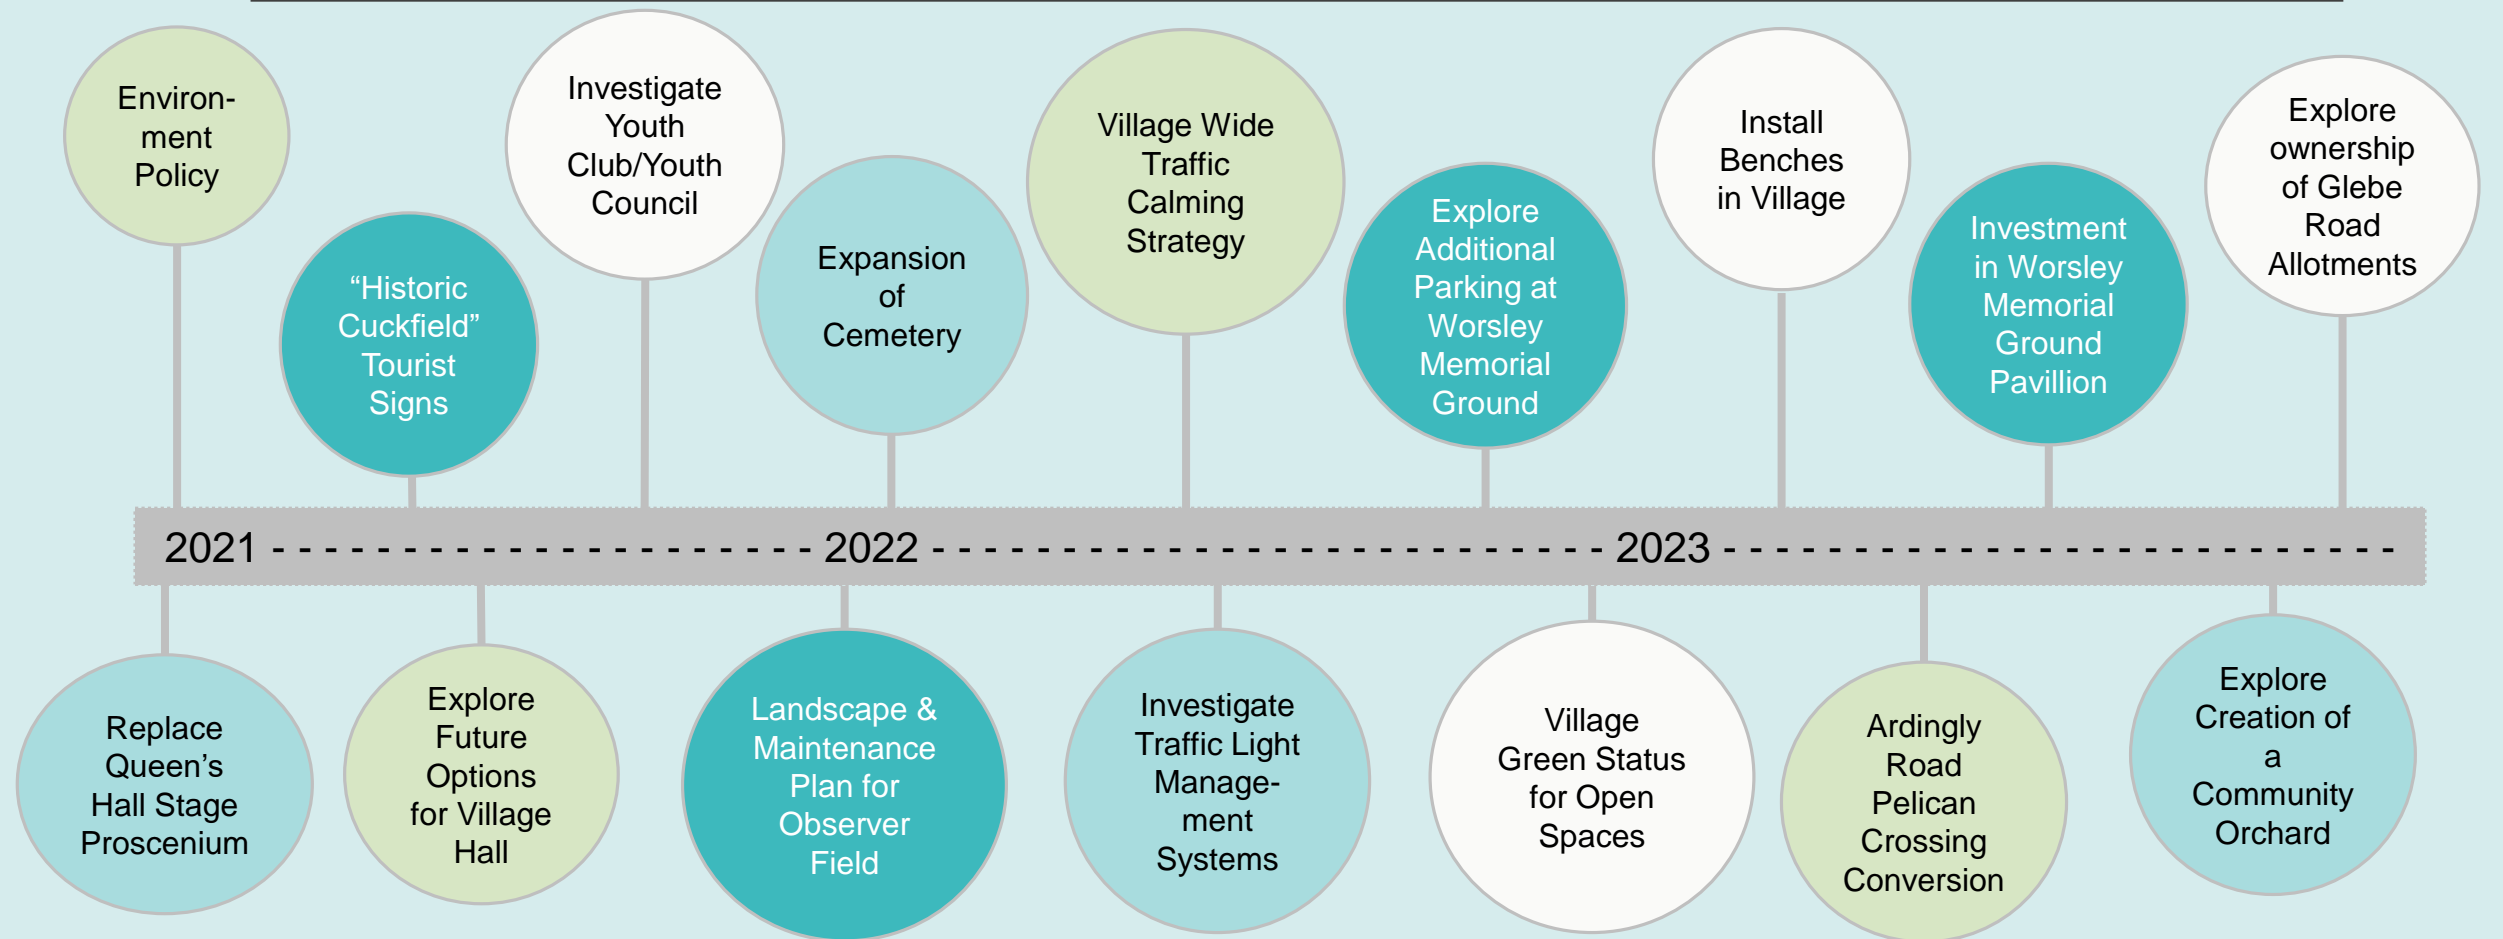 Environ-
ment
Policy
“Historic
Cuckfield”
Tourist
Signs
Investigate
Youth
Club/Youth
Council
Expansion
of
Cemetery
Village Wide
Traffic
Calming
Strategy
Explore
Additional
Parking at
Worsley
Memorial
Ground
Install
Benches
in Village
Investment
in Worsley
Memorial
Ground
Pavillion
Explore
ownership
of Glebe
Road
Allotments
2021 - - - - - - - - - - - - - - - - - - - - - 2022 - - - - - - - - - - - - - - - - - - - - - - - - - - 2023 - - - - - - - - - - - - - - - - - - - - - - - - - -
Replace
Queen’s
Hall Stage
Proscenium
Explore
Future
Options
for Village
Hall
Landscape &
Maintenance
Plan for
Observer
Field
Investigate
Traffic Light
Manage-
ment
Systems
Village
Green Status
for Open
Spaces
Ardingly
Road
Pelican
Crossing
Conversion
Explore
Creation of
a
Community
Orchard